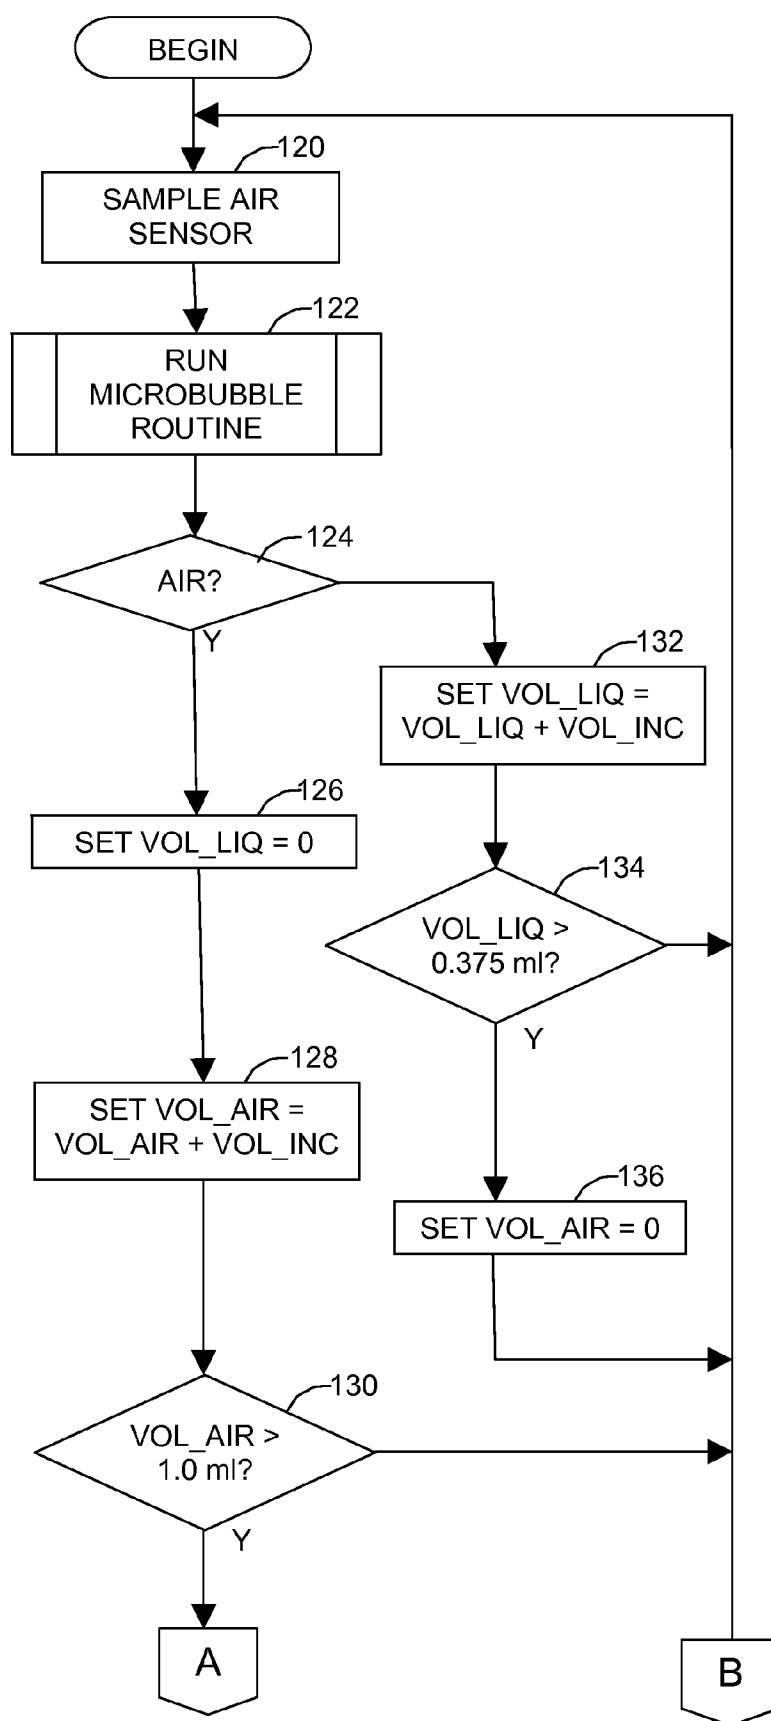 BEGIN
120
SAMPLE AIR
SENSOR
122
RUN
MICROBUBBLE
ROUTINE
124
AIR?
Y
132
SET VOL_LIQ =
VOL_LIQ + VOL_INC
126
SET VOL_LIQ = 0
134
VOL_LIQ >
0.375 ml?
Y
128
SET VOL_AIR =
VOL_AIR + VOL_INC
136
SET VOL_AIR = 0
130
VOL_AIR >
1.0 ml?
Y
A
B